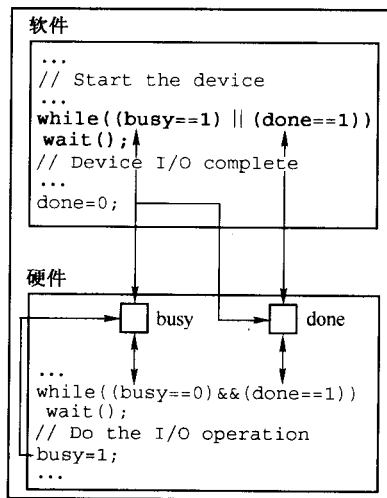 软件
...
// Start the device
...
while((busy==1) || (done==1))
wait();
// Device I/O complete
...
done=0;
硬件
busy
done
...
while((busy==0)&&(done==1))
wait();
// Do the I/O operation
busy=1;
...